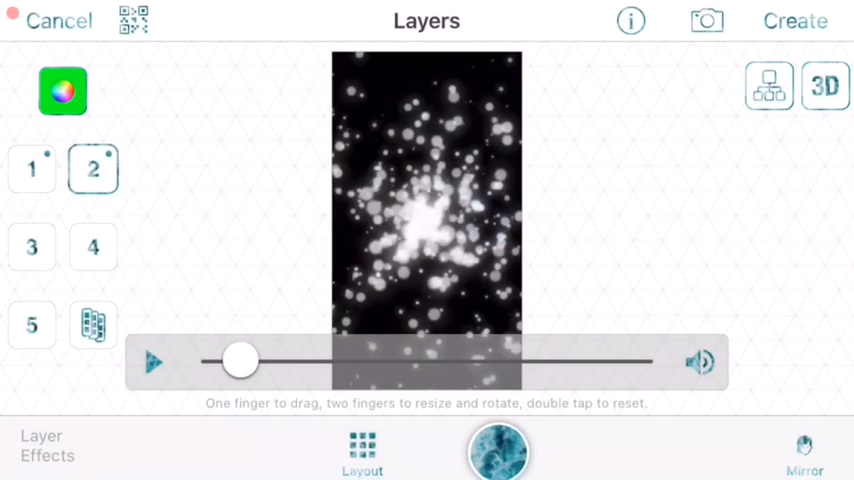 Cancel
Layers
i
Create
3D
1
2
3
4
5
One finger to drag, two fingers to resize and rotate, double tap to reset.
Layer
Effects
Layout
Mirror